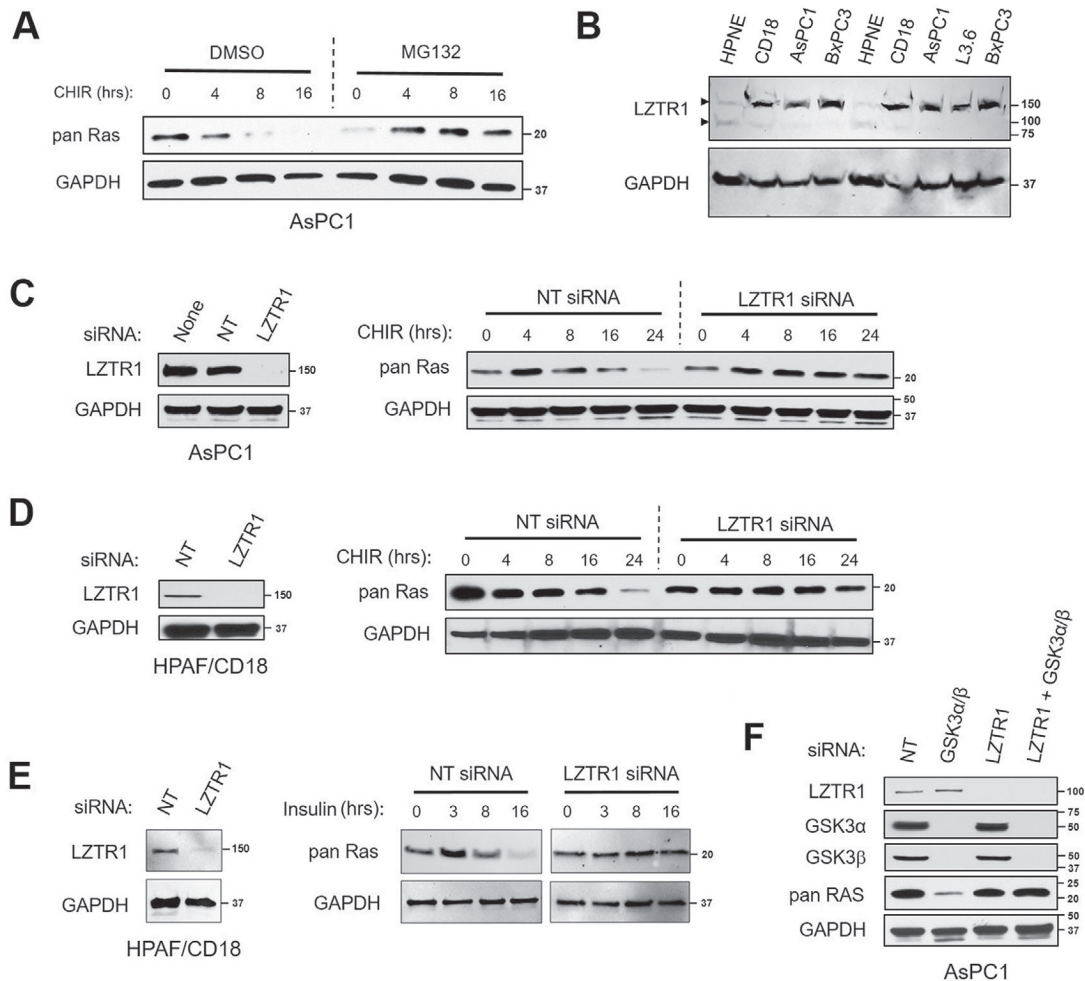 A
DMSO MG132
CHIR (hrs): 0 4 8 16 0 4 8 16
pan Ras 20
GAPDH 37
AsPC1
B
HPNE CD18 AsPC1 BxPC3 HPNE CD18 AsPC1 L3.6 BxPC3
LZTR1 150
100
75
GAPDH 37
C
siRNA: None NT LZTR1
LZTR1 150
GAPDH 37
AsPC1
NT siRNA LZTR1 siRNA
CHIR (hrs): 0 4 8 16 24 0 4 8 16 24
pan Ras 20
GAPDH 50
37
D
siRNA: NT LZTR1
LZTR1 150
GAPDH 37
HPAF/CD18
NT siRNA LZTR1 siRNA
CHIR (hrs): 0 4 8 16 24 0 4 8 16 24
pan Ras 20
GAPDH 37
E
siRNA: NT LZTR1
LZTR1 150
GAPDH 37
HPAF/CD18
NT siRNA LZTR1 siRNA
Insulin (hrs): 0 3 8 16 0 3 8 16
pan Ras 20
GAPDH 37
F
siRNA: NT GSK3α/β LZTR1 LZTR1 + GSK3α/β
LZTR1 100
GSK3α 75
50
GSK3β 50
37
pan RAS 25
20
GAPDH 50
37
AsPC1